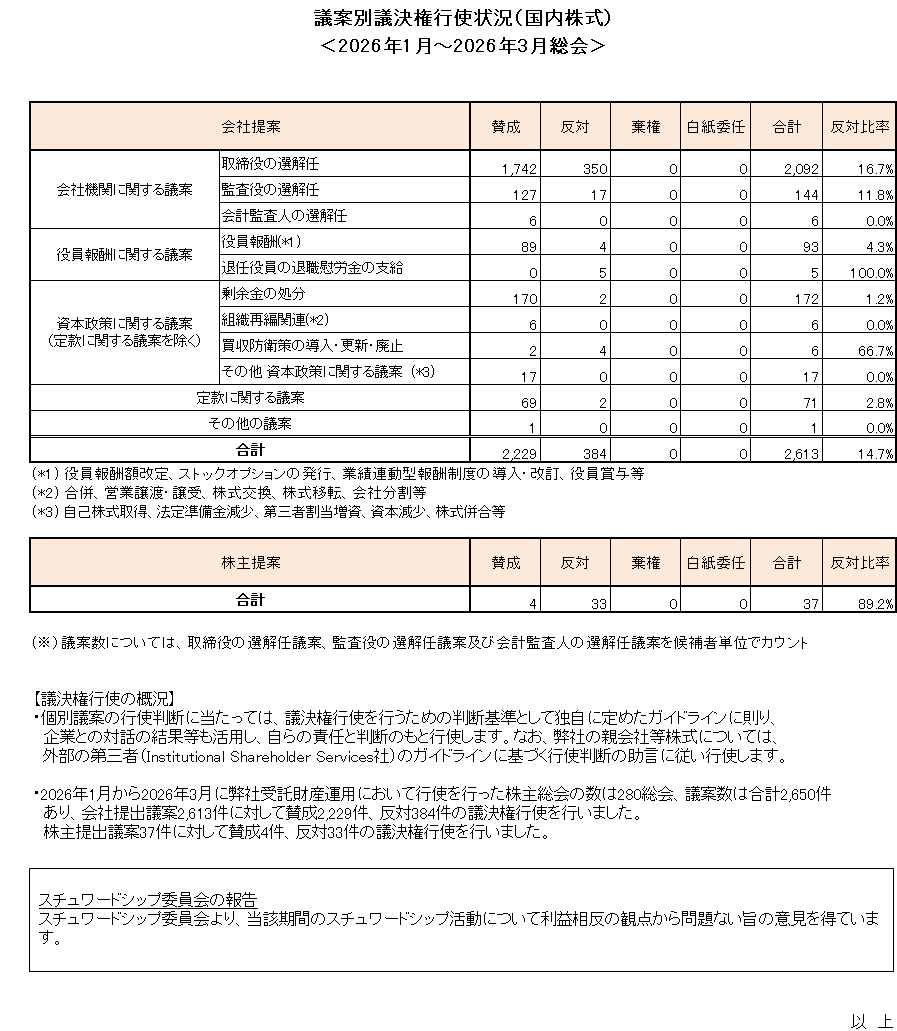 議案別議決権行使状況（国内株式）
＜2026年1月～2026年3月総会＞
会社提案 賛成 反対 棄権 白紙委任 合計 反対比率
会社機関に関する議案 取締役の選解任 1,742 350 0 0 2,092 16.7%
監査役の選解任 127 17 0 0 144 11.8%
会計監査人の選解任 6 0 0 0 6 0.0%
役員報酬に関する議案 役員報酬(*1) 89 4 0 0 93 4.3%
退任役員の退職慰労金の支給 0 5 0 0 5 100.0%
資本政策に関する議案
（定款に関する議案を除く） 剰余金の処分 170 2 0 0 172 1.2%
組織再編関連(*2) 6 0 0 0 6 0.0%
買収防衛策の導入・更新・廃止 2 4 0 0 6 66.7%
その他 資本政策に関する議案（*3） 17 0 0 0 17 0.0%
定款に関する議案 69 2 0 0 71 2.8%
その他の議案 1 0 0 0 1 0.0%
合計 2,229 384 0 0 2,613 14.7%
（*1）役員報酬額改定、ストックオプションの発行、業績連動型報酬制度の導入・改訂、役員賞与等
（*2）合併、営業譲渡・譲受、株式交換、株式移転、会社分割等
（*3）自己株式取得、法定準備金減少、第三者割当増資、資本減少、株式併合等
株主提案 賛成 反対 棄権 白紙委任 合計 反対比率
合計 4 33 0 0 37 89.2%
（※）議案数については、取締役の選解任議案、監査役の選解任議案及び会計監査人の選解任議案を候補者単位でカウント
【議決権行使の概況】
・個別議案の行使判断に当たっては、議決権行使を行うための判断基準として独自に定めたガイドラインに則り、
企業との対話の結果等も活用し、自らの責任と判断のもと行使します。なお、弊社の親会社等株式については、
外部の第三者（Institutional Shareholder Services社）のガイドラインに基づく行使判断の助言に従い行使します。
・2026年1月から2026年3月に弊社受託財産運用において行使を行った株主総会の数は280総会、議案数は合計2,650件
あり、会社提出議案2,613件に対して賛成2,229件、反対384件の議決権行使を行いました。
株主提出議案37件に対して賛成4件、反対33件の議決権行使を行いました。
スチュワードシップ委員会の報告
スチュワードシップ委員会より、当該期間のスチュワードシップ活動について利益相反の観点から問題ない旨の意見を得ていま
す。
以 上